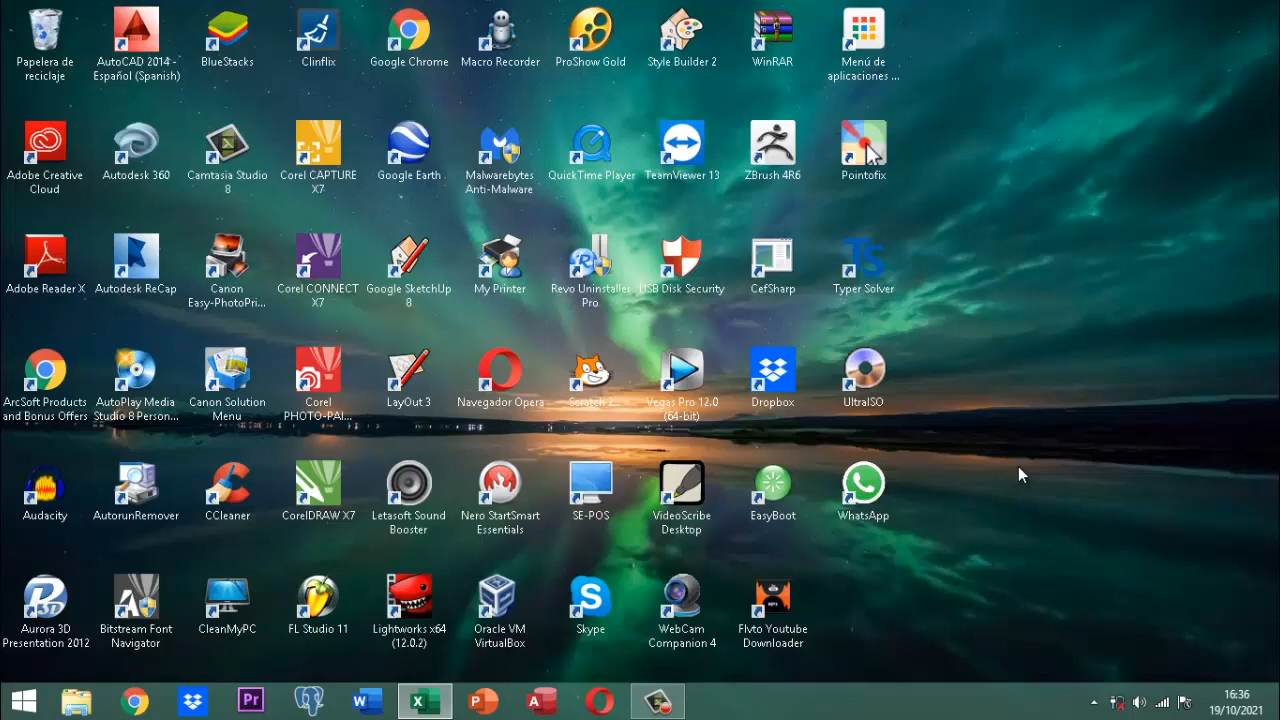 Papelera de
reciclaje
AutoCAD 2014 -
Español (Spanish)
BlueStacks
Clinflix
Google Chrome
Macro Recorder
ProShow Gold
Style Builder 2
WinRAR
Menú de
aplicaciones ...
Adobe Creative
Cloud
Autodesk 360
Camtasia Studio
8
Corel CAPTURE
X7
Google Earth
Malwarebytes
Anti-Malware
QuickTime Player
TeamViewer 13
ZBrush 4R6
Pointofix
Adobe Reader X
Autodesk ReCap
Canon
Easy-PhotoPri...
Corel CONNECT
X7
Google SketchUp
8
My Printer
Revo Uninstaller
Pro
USB Disk Security
CefSharp
TS
Typer Solver
ArcSoft Products
and Bonus Offers
AutoPlay Media
Studio 8 Person...
Canon Solution
Menu
Corel
PHOTO-PAI...
LayOut 3
Navegador Opera
Scratch 2...
Vegas Pro 12.0
(64-bit)
Dropbox
UltraISO
Audacity
AutorunRemover
CCleaner
CorelDRAW X7
Letasoft Sound
Booster
Nero StartSmart
Essentials
SE-POS
VideoScribe
Desktop
EasyBoot
WhatsApp
Aurora 3D
Presentation 2012
Bitstream Font
Navigator
CleanMyPC
FL Studio 11
Lightworks x64
(12.0.2)
Oracle VM
VirtualBox
Skype
WebCam
Companion 4
Flvto Youtube
Downloader
Pr
W
X
P
A
16:36
19/10/2021